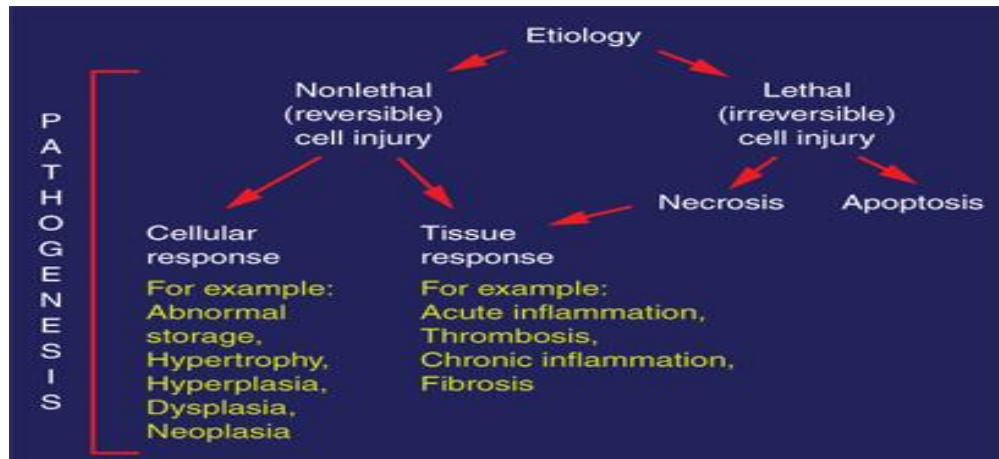 Etiology
Nonlethal
(reversible)
cell injury
Lethal
(irreversible)
cell injury
Necrosis
Apoptosis
PATHOGENESIS
Cellular
response
For example:
Abnormal
storage,
Hypertrophy,
Hyperplasia,
Dysplasia,
Neoplasia
Tissue
response
For example:
Acute inflammation,
Thrombosis,
Chronic inflammation,
Fibrosis